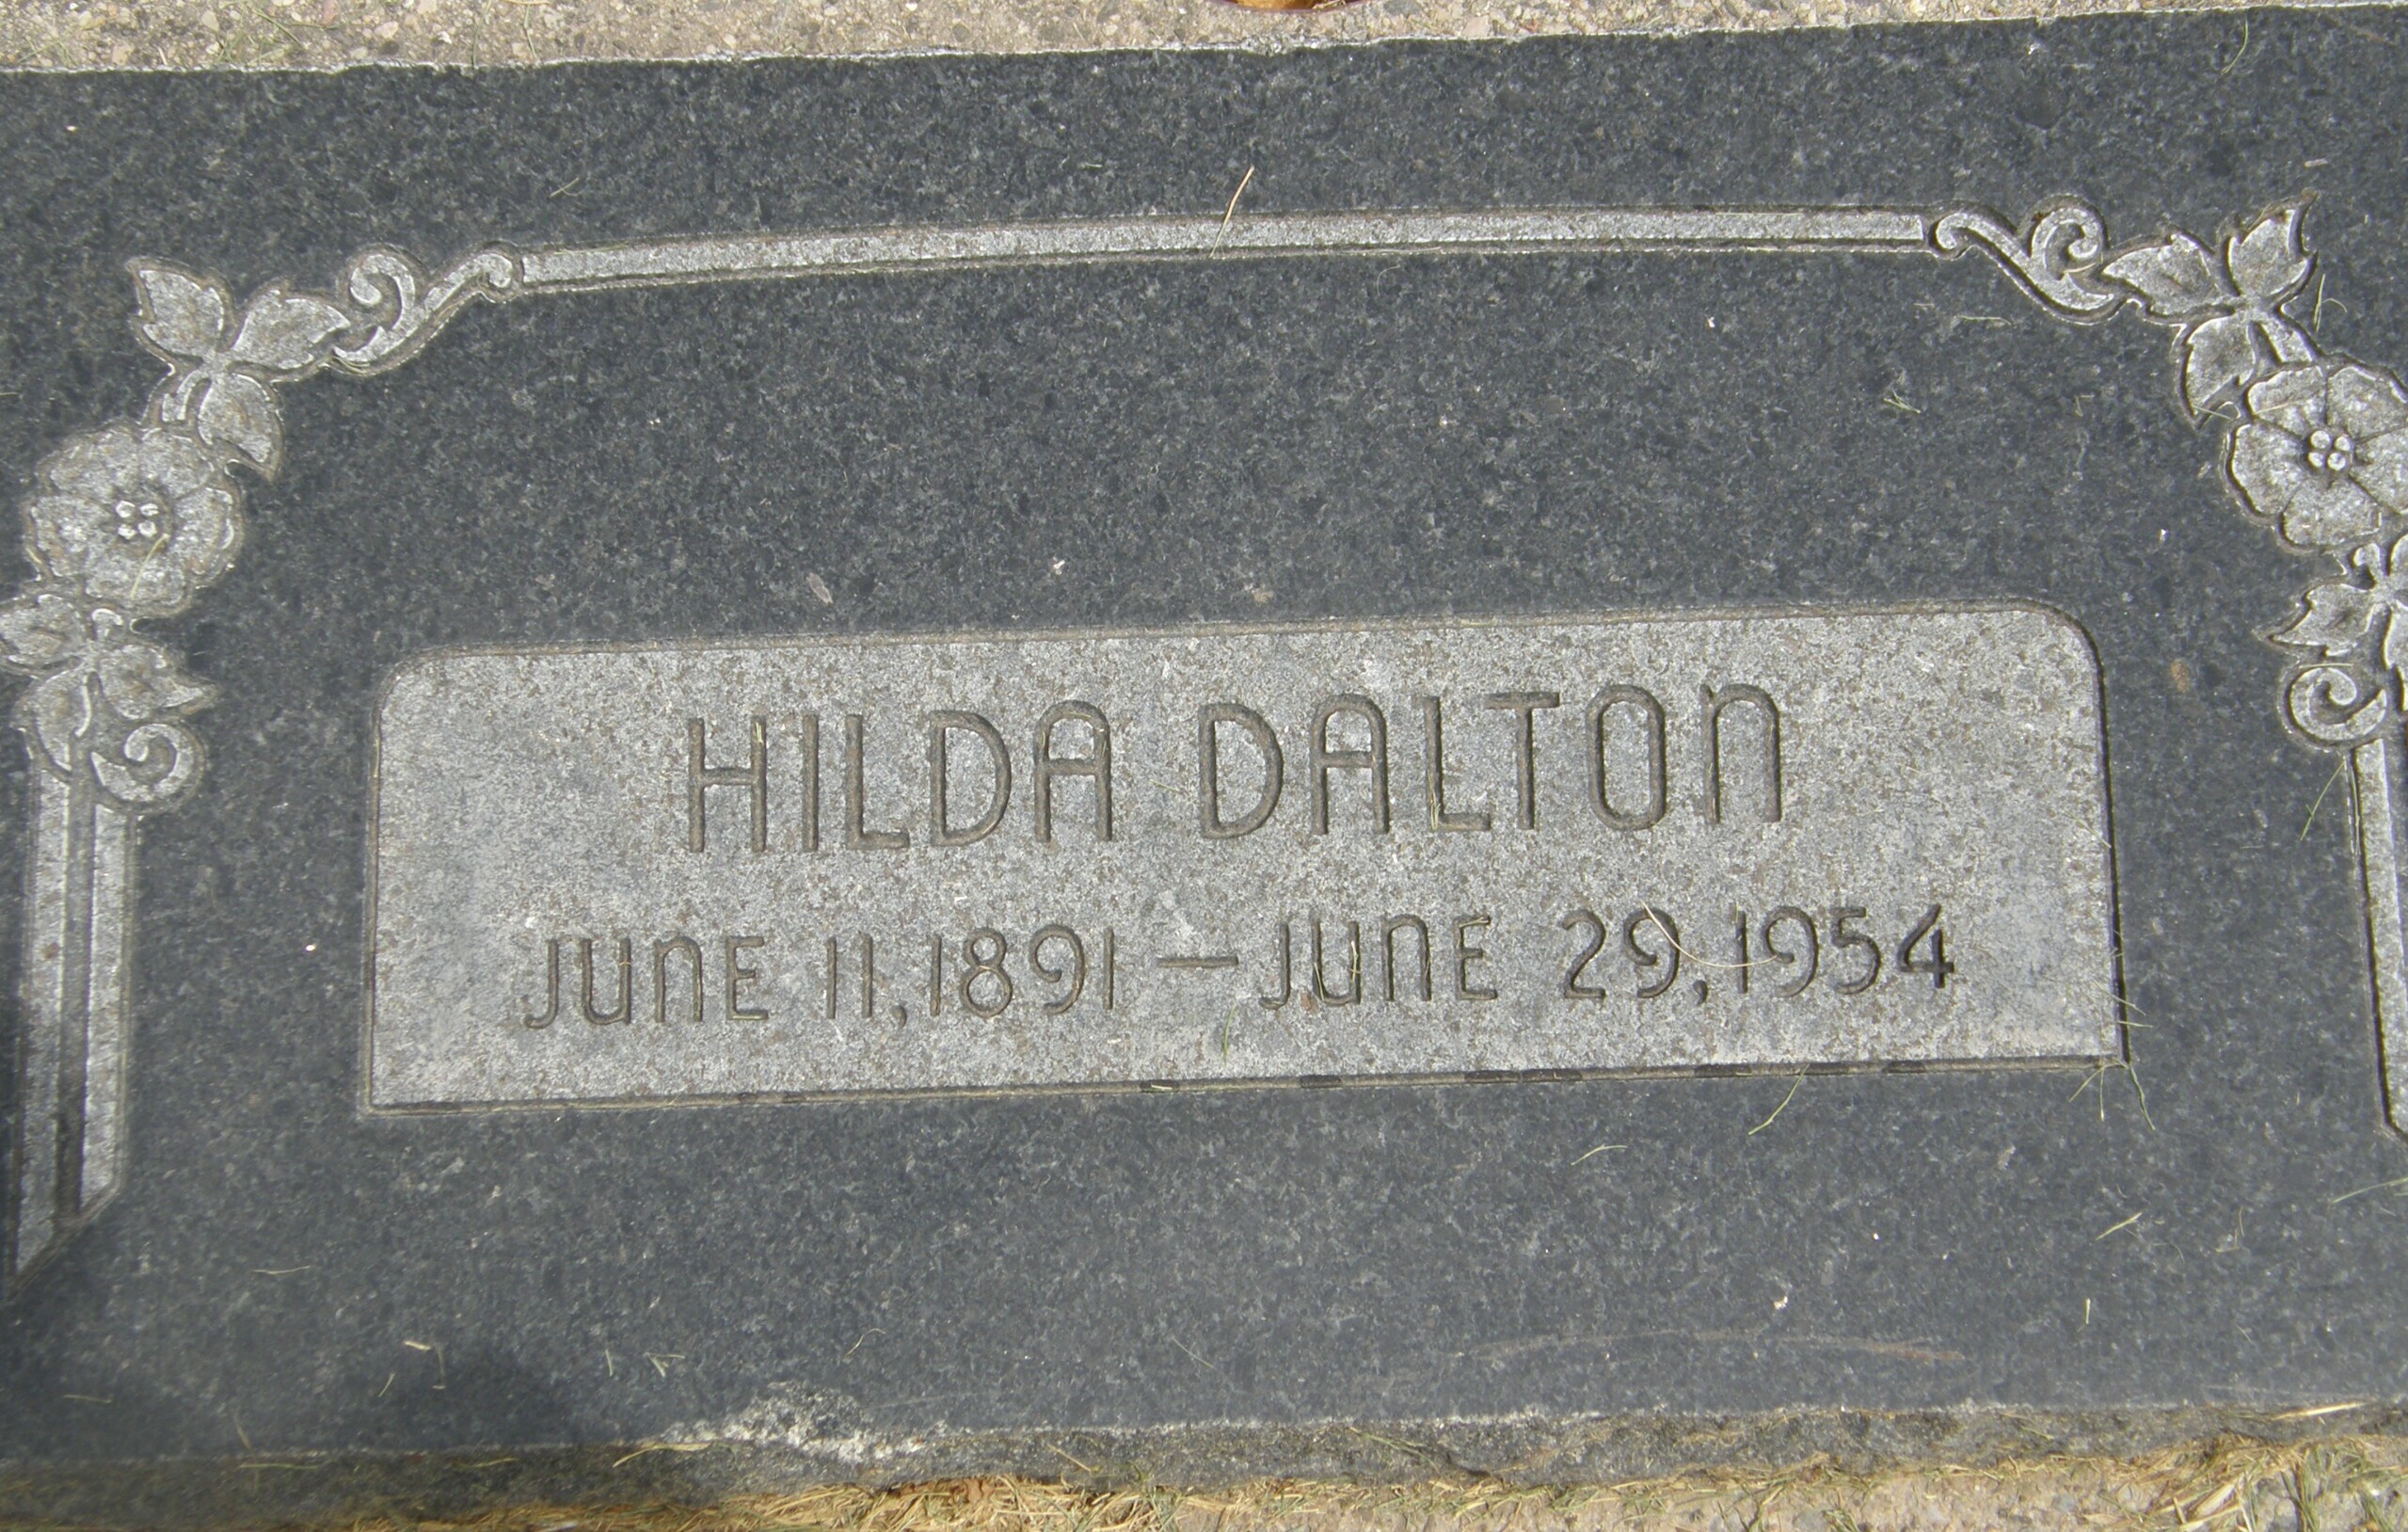 HILDA DALTON
JUNE 11, 1891 — JUNE 29, 1954